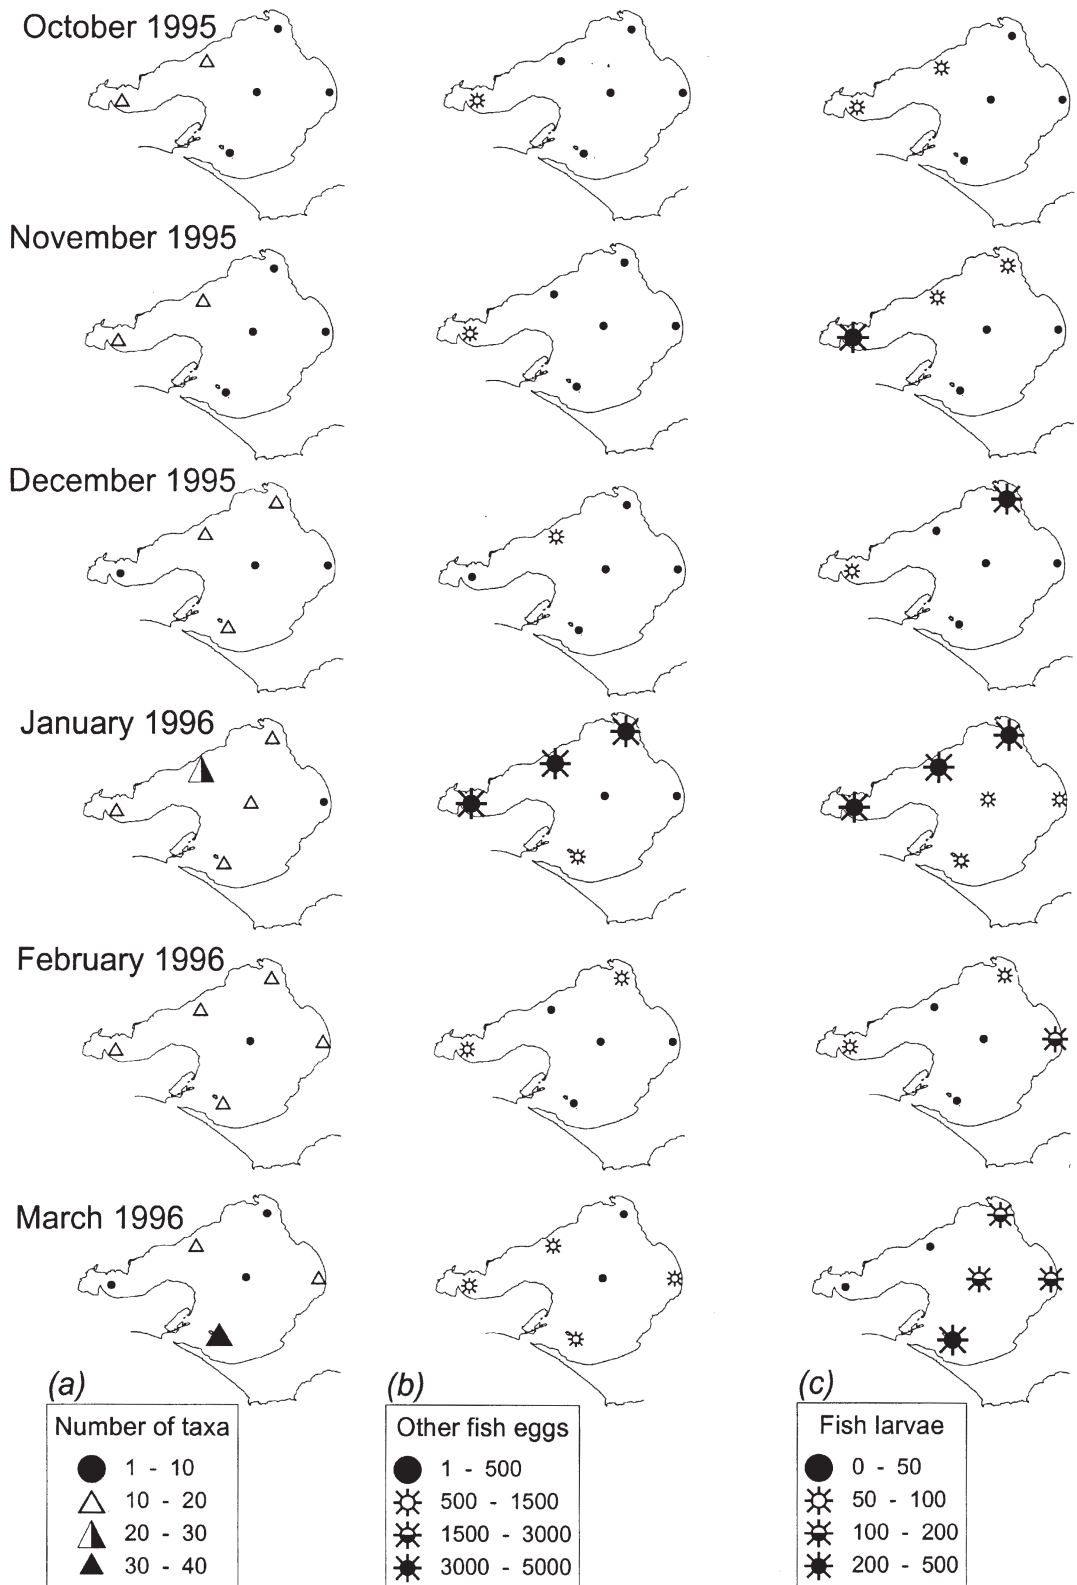 October 1995
November 1995
December 1995
January 1996
February 1996
March 1996
(a)
Number of taxa
1 - 10
10 - 20
20 - 30
30 - 40
(b)
Other fish eggs
1 - 500
500 - 1500
1500 - 3000
3000 - 5000
(c)
Fish larvae
0 - 50
50 - 100
100 - 200
200 - 500